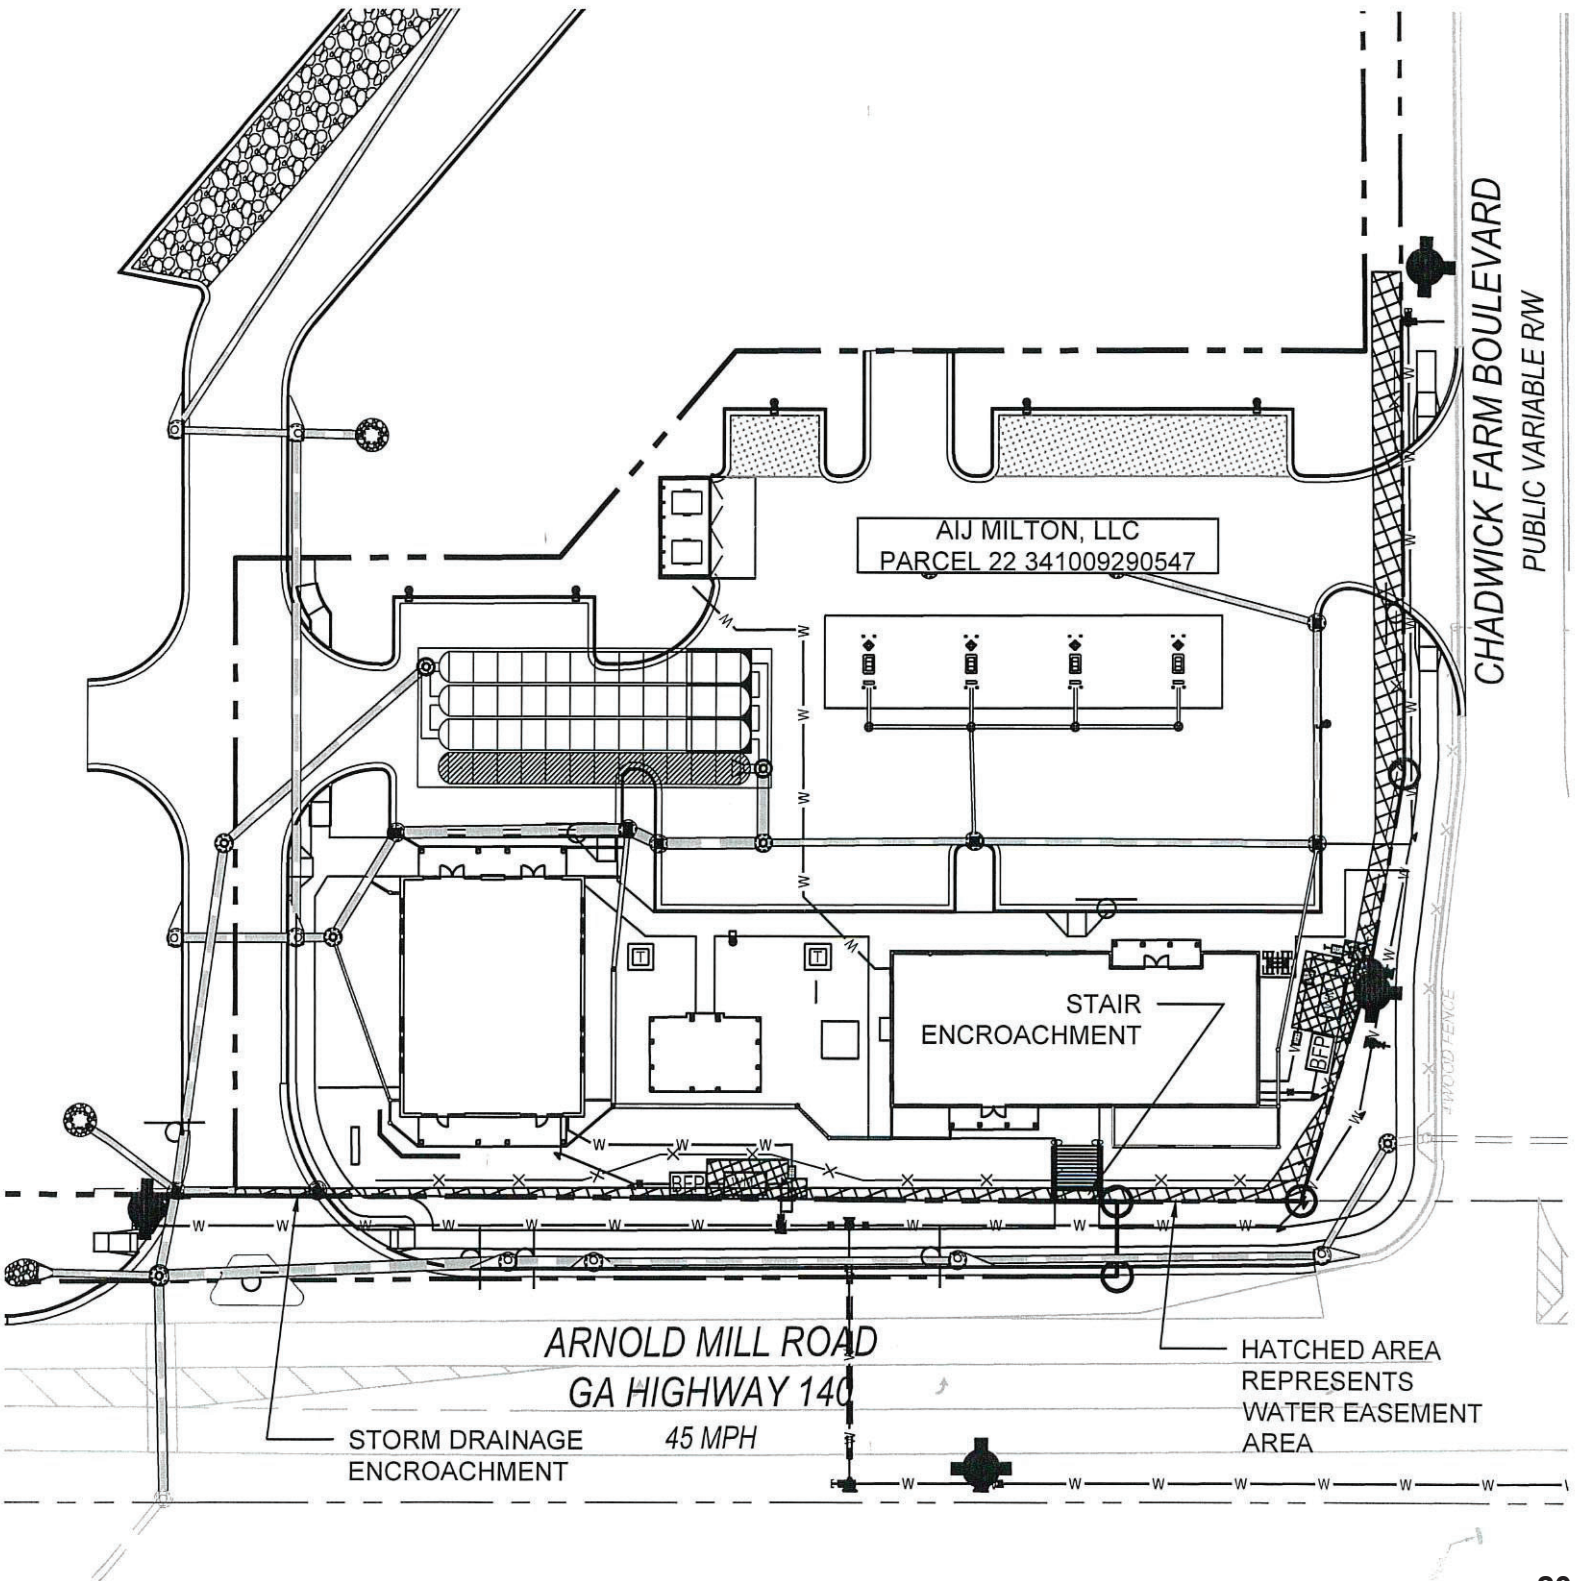 CHADWICK FARM BOULEVARD
PUBLIC VARIABLE R/W
AIJ MILTON, LLC
PARCEL 22 341009290547
W
W
W
W
W
W
W
W
W
W
T
T
STAIR
ENCROACHMENT
BFP
WOOD FENCE
W
W
W
BFP
W
W
W
W
W
W
W
W
W
W
W
W
ARNOLD MILL ROAD
GA HIGHWAY 140
45 MPH
HATCHED AREA
REPRESENTS
WATER EASEMENT
AREA
STORM DRAINAGE
ENCROACHMENT
W
W
W
W
W
W
W
W